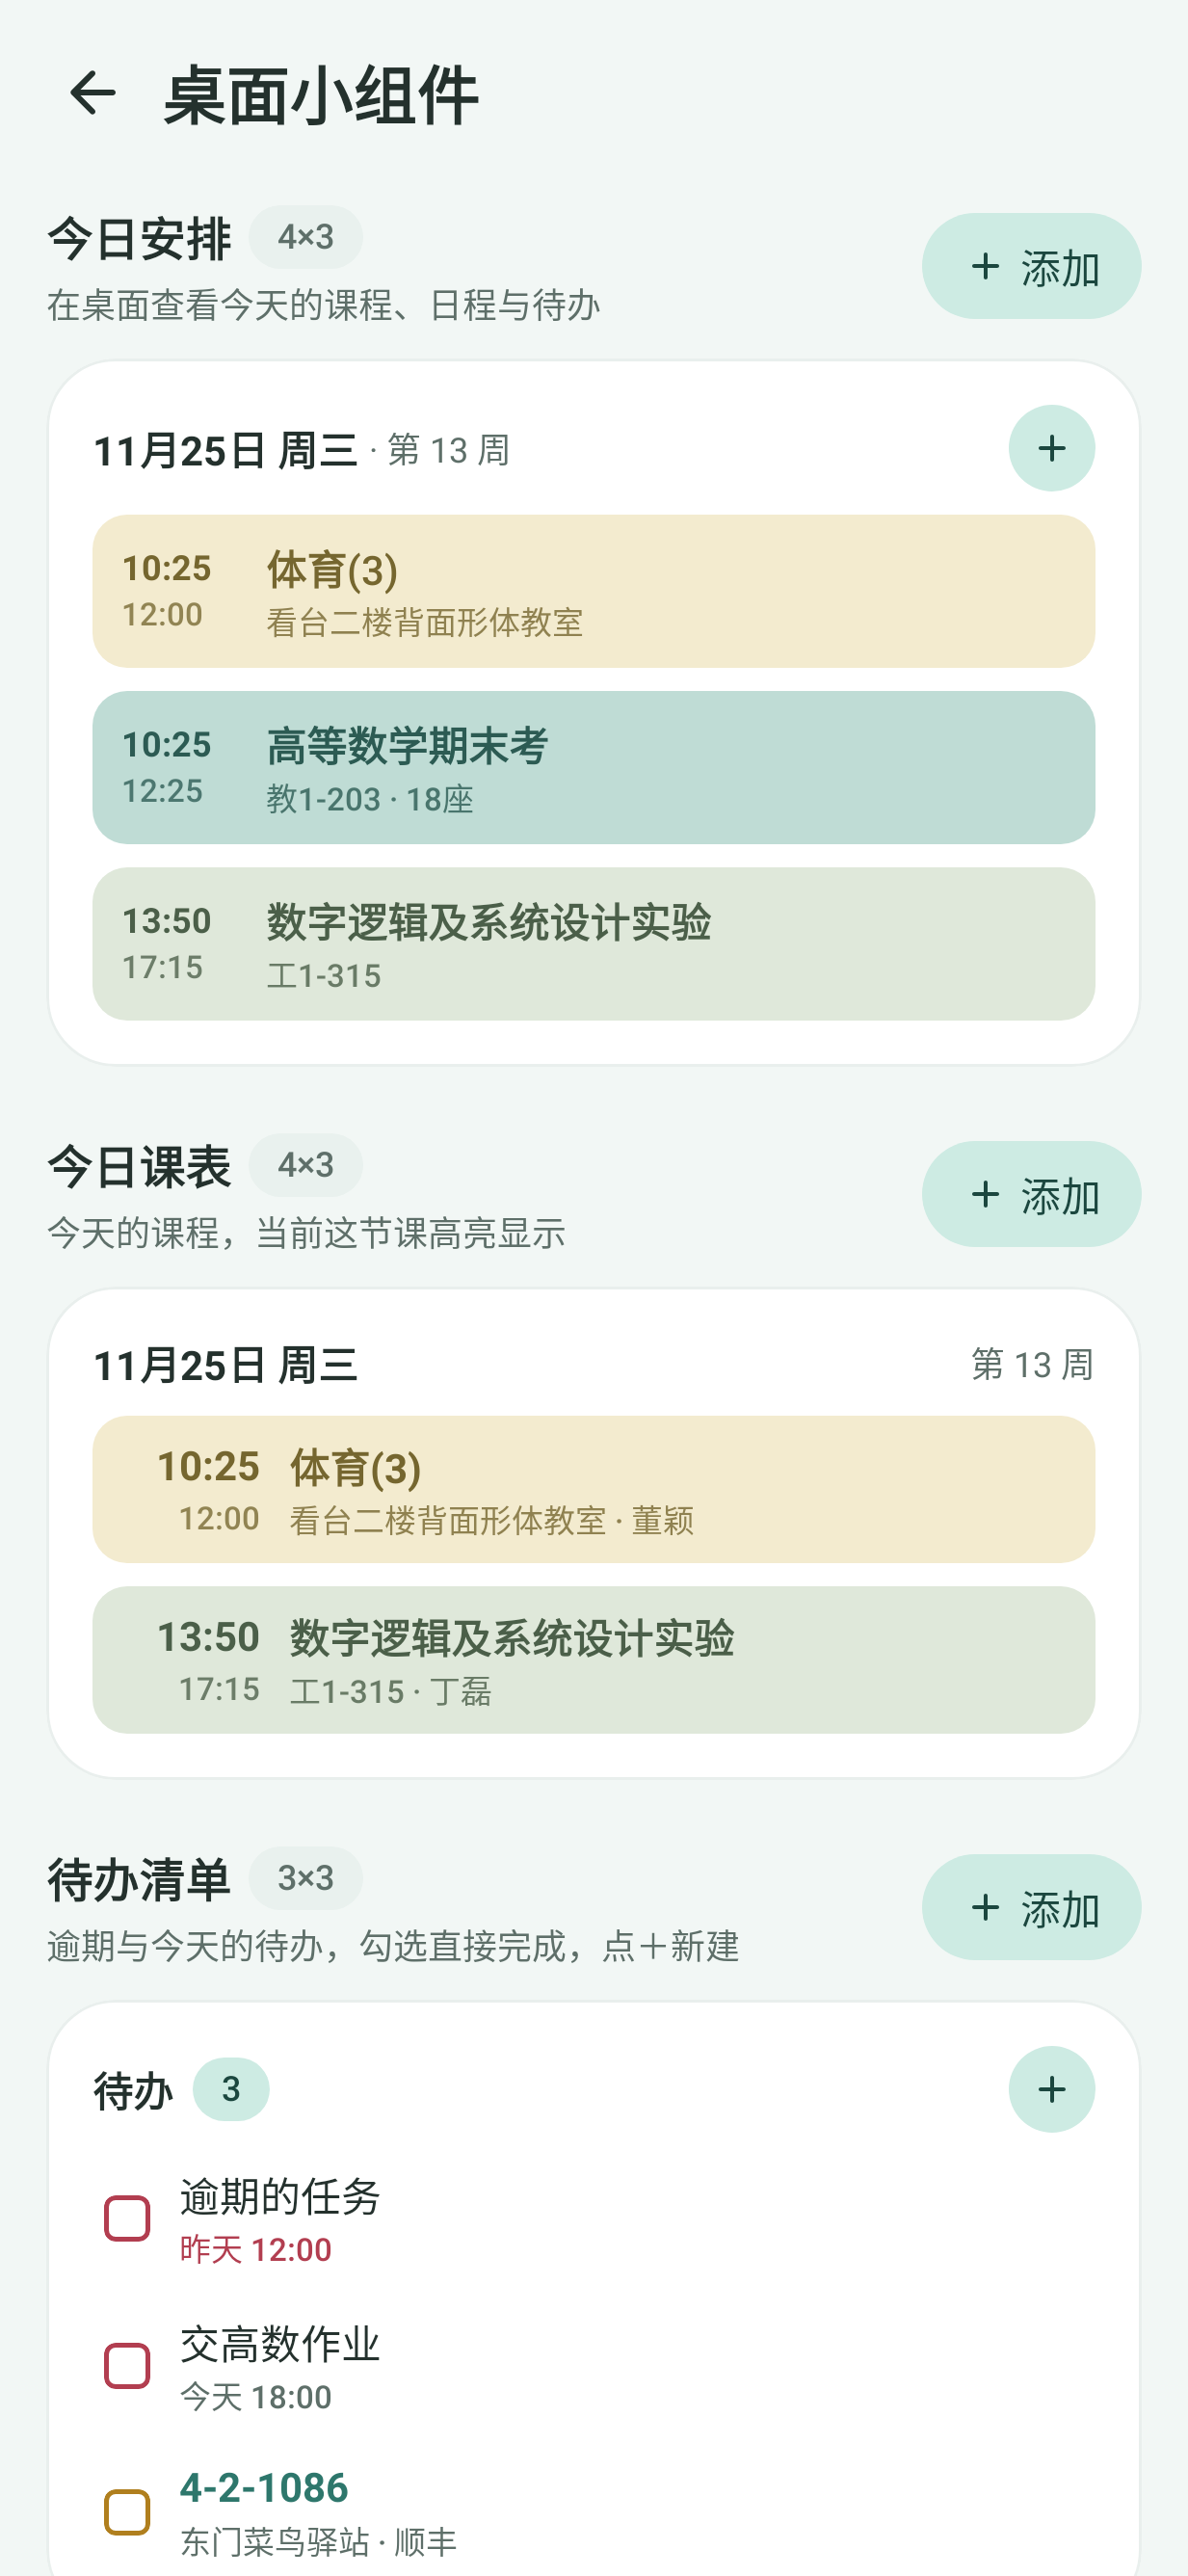 桌面小组件
今日安排 4×3
在桌面查看今天的课程、日程与待办
+ 添加
11月25日 周三 · 第 13 周
+
10:25 体育(3)
12:00 看台二楼背面形体教室
10:25 高等数学期末考
12:25 教1-203 · 18座
13:50 数字逻辑及系统设计实验
17:15 工1-315
今日课表 4×3
今天的课程，当前这节课高亮显示
+ 添加
11月25日 周三 第 13 周
10:25 体育(3)
12:00 看台二楼背面形体教室 · 董颖
13:50 数字逻辑及系统设计实验
17:15 工1-315 · 丁磊
待办清单 3×3
逾期与今天的待办，勾选直接完成，点＋新建
+ 添加
待办 3
+
逾期的任务
昨天 12:00
交高数作业
今天 18:00
4-2-1086
东门菜鸟驿站 · 顺丰